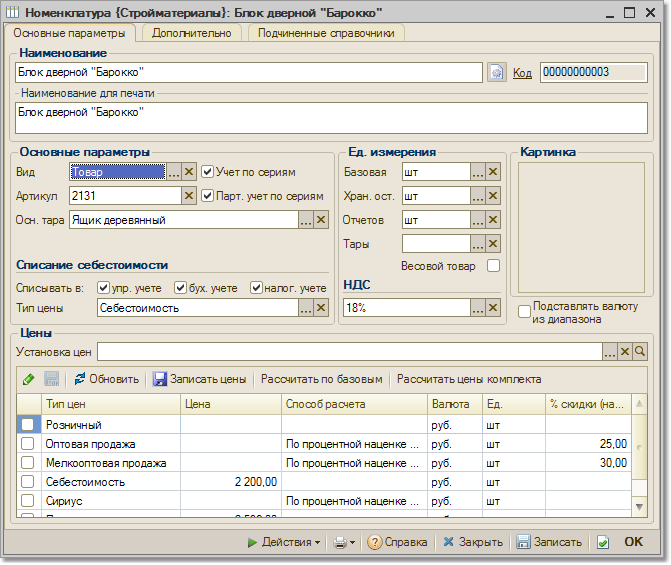 Номенклатура {Стройматериалы}: Блок дверной "Барокко"
Основные параметры Дополнительно Подчиненные справочники
Наименование
Блок дверной "Барокко" Код 00000000003
Наименование для печати
Блок дверной "Барокко"
Основные параметры Ед. измерения Картинка
Вид Товар ... Учет по сериям Базовая шт ...
Артикул 2131 ... Парт. учет по сериям Хран. ост. шт ...
Осн. тара Ящик деревянный ... Отчетов шт ...
Тары ...
Весовой товар
Списание себестоимости НДС
Списывать в: упр. учете бух. учете налог. учете
Тип цены Себестоимость ... 18% ... Подставлять валюту
из диапазона
Цены
Установка цен ...
Обновить Записать цены Рассчитать по базовым Рассчитать цены комплекта
Тип цен Цена Способ расчета Валюта Ед. % скидки (на...
Розничный руб. шт
Оптовая продажа По процентной наценке ... руб. шт 25,00
Мелкооптовая продажа По процентной наценке ... руб. шт 30,00
Себестоимость 2 200,00 руб. шт
Сириус По процентной наценке ... руб. шт
Действия Справка Закрыть Записать OK